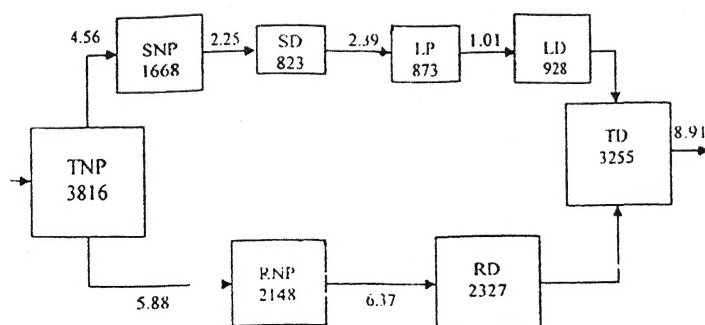 4.56
SNP
1668
2.25
SD
823
2.39
LP
873
1.01
LD
928
TNP
3816
TD
3255
8.91
5.88
RNP
2148
6.37
RD
2327